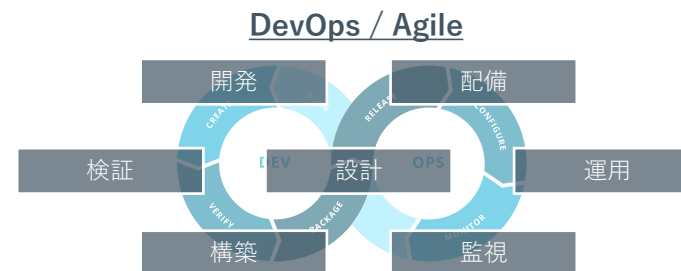 DevOps / Agile
開発
配備
CREATE
RELEASE
CONFIGURE
検証
DEV
設計
OPS
運用
VERIFY
PACKAGE
MONITOR
構築
監視